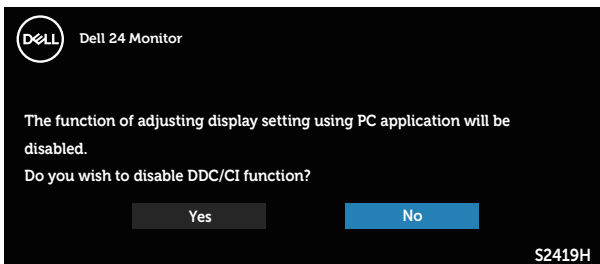 DELL
Dell 24 Monitor
The function of adjusting display setting using PC application will be
disabled.
Do you wish to disable DDC/CI function?
Yes
No
S2419H